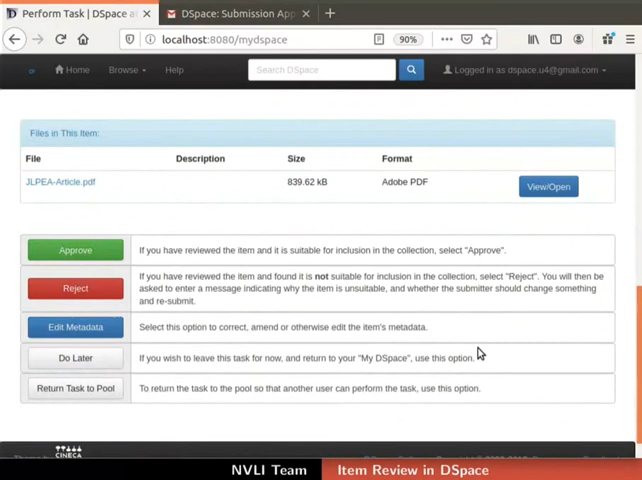 Perform Task | DSpace a
DSpace: Submission App
localhost:8080/mydspace
90%
Home
Browse
Help
Search DSpace
Logged in as dspace.u4@gmail.com
Files in This Item:
File Description Size Format
JLPEA-Article.pdf 839.62 kB Adobe PDF View/Open
Approve If you have reviewed the item and it is suitable for inclusion in the collection, select "Approve".
If you have reviewed the item and found it is not suitable for inclusion in the collection, select "Reject". You will then be
Reject asked to enter a message indicating why the item is unsuitable, and whether the submitter should change something
and re-submit.
Edit Metadata Select this option to correct, amend or otherwise edit the item's metadata.
Do Later If you wish to leave this task for now, and return to your "My DSpace", use this option.
Return Task to Pool To return the task to the pool so that another user can perform the task, use this option.
CINECA
NVLI Team Item Review in DSpace